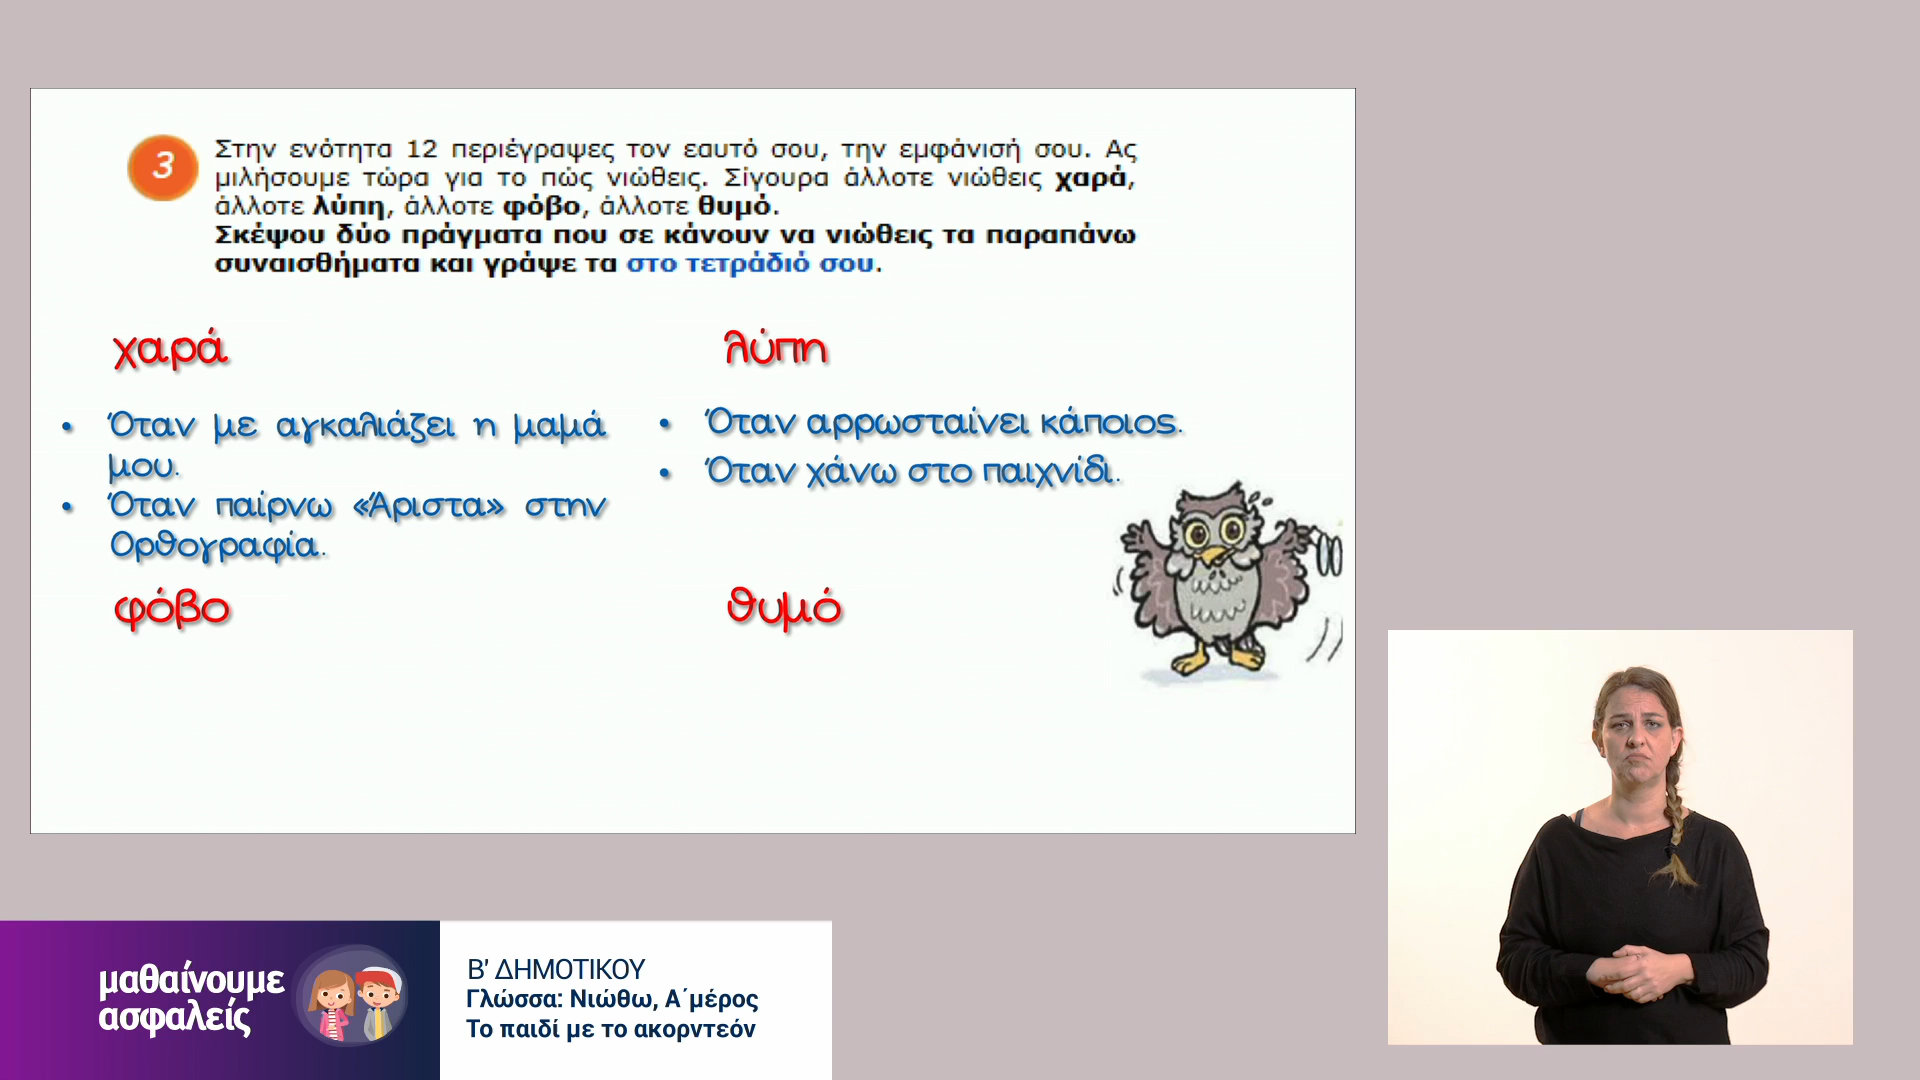 3
Στην ενότητα 12 περιέγραψες τον εαυτό σου, την εμφάνισή σου. Ας
μιλήσουμε τώρα για το πώς νιώθεις. Σίγουρα άλλοτε νιώθεις χαρά,
άλλοτε λύπη, άλλοτε φόβο, άλλοτε θυμό.
Σκέψου δύο πράγματα που σε κάνουν να νιώθεις τα παραπάνω
συναισθήματα και γράψε τα στο τετράδιό σου.
χαρά
• Όταν με αγκαλιάζει η μαμά
μου.
• Όταν παίρνω «Άριστα» στην
Ορθογραφία.
λύπη
• Όταν αρρωσταίνει κάποιος.
• Όταν χάνω στο παιχνίδι.
φόβο
θυμό
μαθαίνουμε
ασφαλείς
Β' ΔΗΜΟΤΙΚΟΥ
Γλώσσα: Νιώθω, Α΄μέρος
Το παιδί με το ακορντεόν